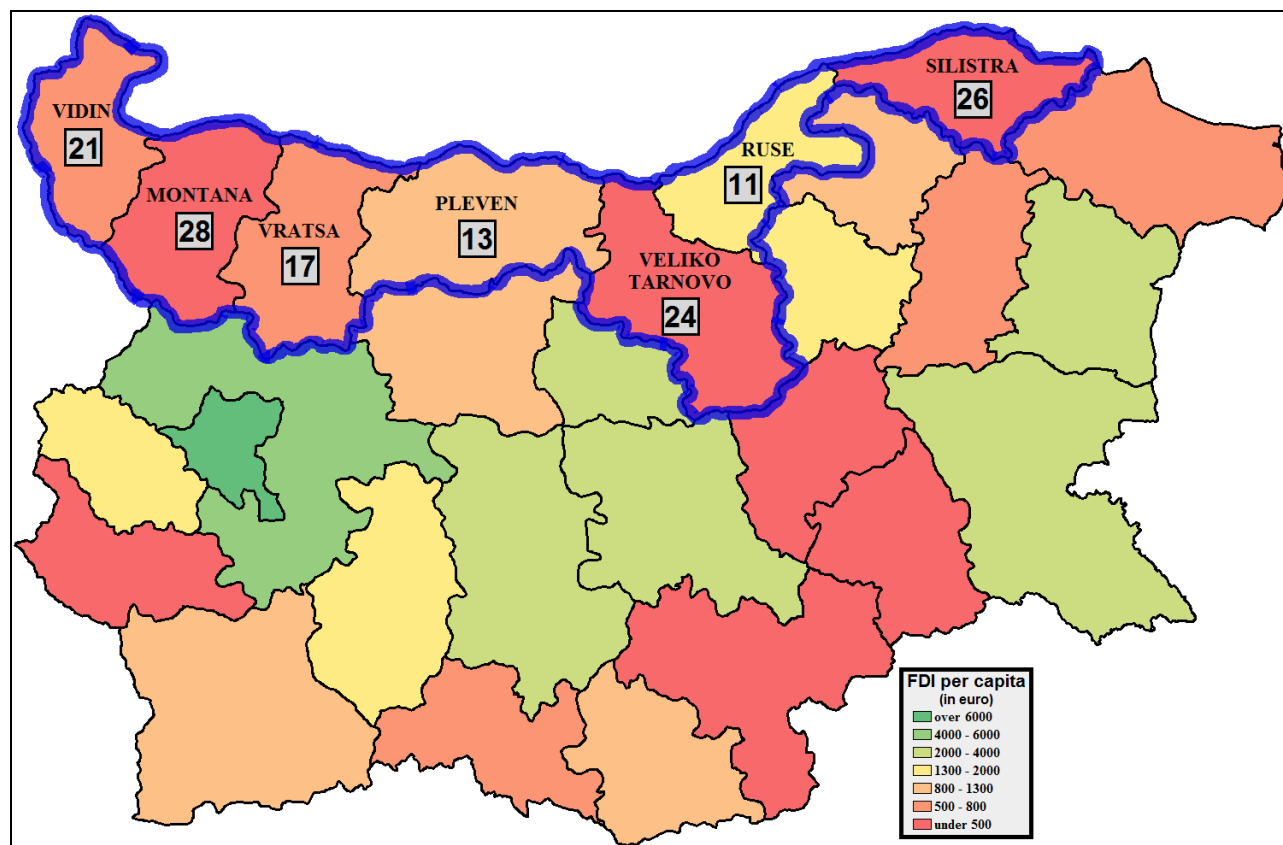 SILISTRA
26
VIDIN
21
RUSE
11
MONTANA
28
PLEVEN
13
VRATSA
17
VELIKO
TARNOVO
24
FDI per capita
(in euro)
over 6000
4000 - 6000
2000 - 4000
1300 - 2000
800 - 1300
500 - 800
under 500